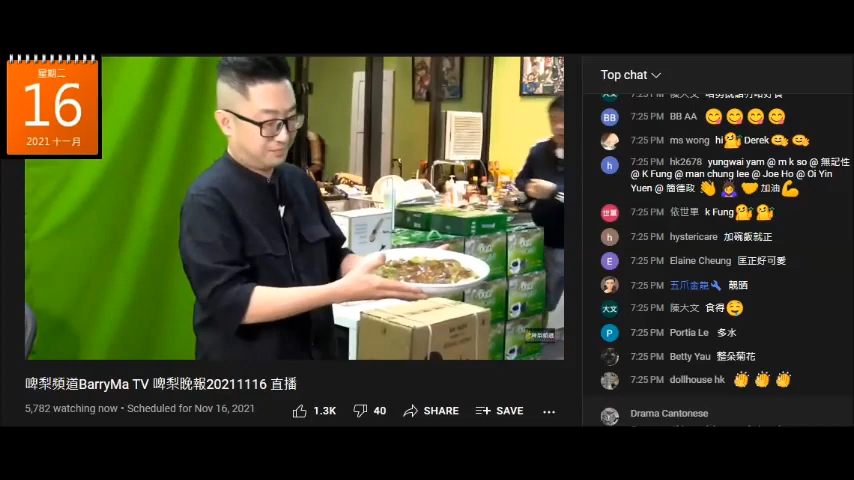 星期二
16
2021 十一月
Top chat
7:25 PM BB AA
7:25 PM ms wong hi Derek
7:25 PM hk2678 yungwai yam @ m k so @ 無記性
@ K Fung @ man chung lee @ Joe Ho @ Oi Yin
Yuen @ 簡德政 加油
世單 7:25 PM 依世單 k Fung
h 7:25 PM hystericare 加碗飯就正
E 7:25 PM Elaine Cheung 匡正好可愛
7:25 PM 五爪金龍 靚晒
大文 7:25 PM 陳大文 食得
P 7:25 PM Portia Le 多水
7:25 PM Betty Yau 整朵菊花
7:25 PM dollhouse hk
Drama Cantonese
啤梨頻道BarryMa TV 啤梨晚報20211116 直播
5,782 watching now • Scheduled for Nov 16, 2021
1.3K 40 SHARE SAVE